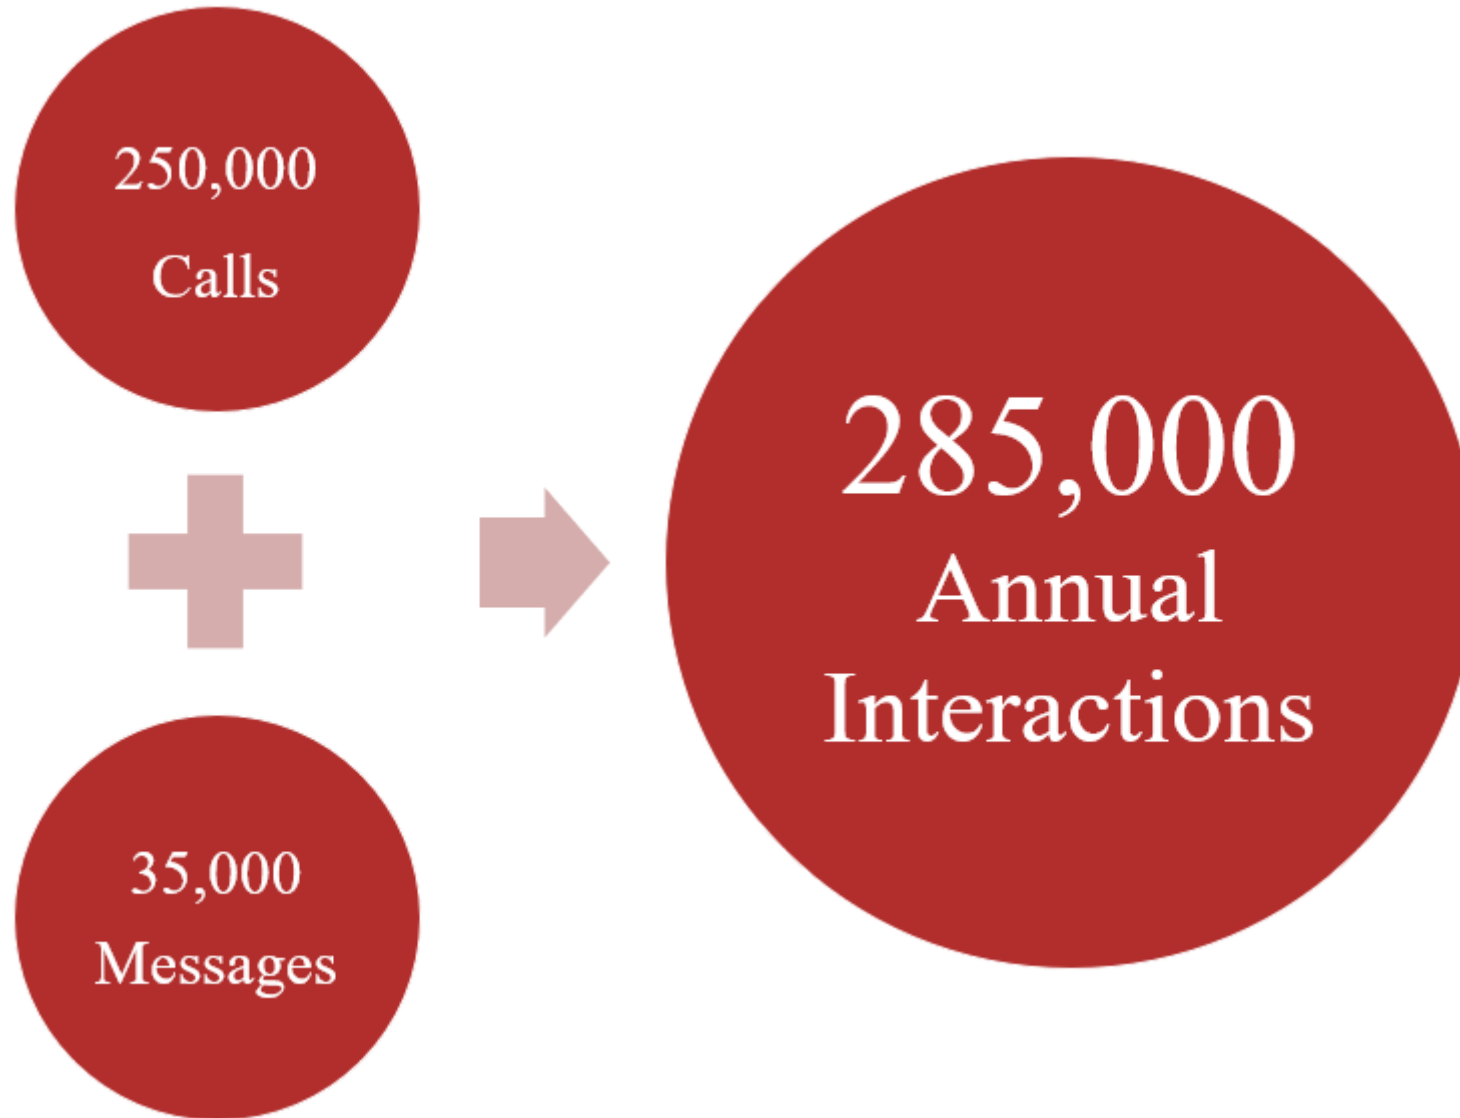 250,000
Calls
35,000
Messages
285,000
Annual
Interactions